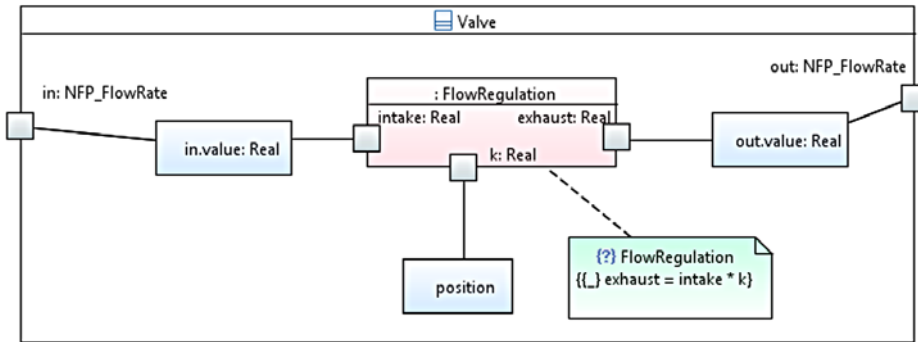 Valve
in: NFP_FlowRate
out: NFP_FlowRate
: FlowRegulation
intake: Real
exhaust: Real
in.value: Real
out.value: Real
k: Real
position
{?} FlowRegulation
{{_} exhaust = intake * k}